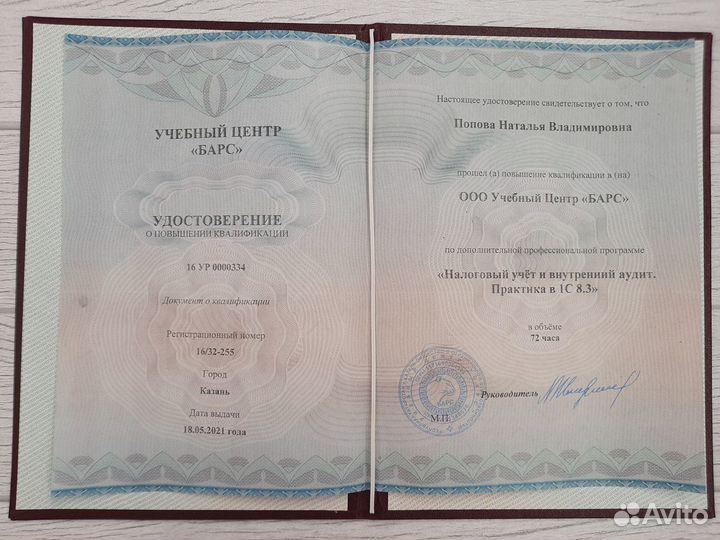 УЧЕБНЫЙ ЦЕНТР
«БАРС»
УДОСТОВЕРЕНИЕ
О ПОВЫШЕНИИ КВАЛИФИКАЦИИ
16 УР 0000334
Документ о квалификации
Регистрационный номер
16/32-255
Город
Казань
Дата выдачи
18.05.2021 года
Настоящее удостоверение свидетельствует о том, что
Попова Наталья Владимировна
прошел (а) повышение квалификации в (на)
ООО Учебный Центр «БАРС»
по дополнительной профессиональной программе
«Налоговый учёт и внутренний аудит.
Практика в 1С 8.3»
в объёме
72 часа
Руководитель
М.П.
БАРС
Avito